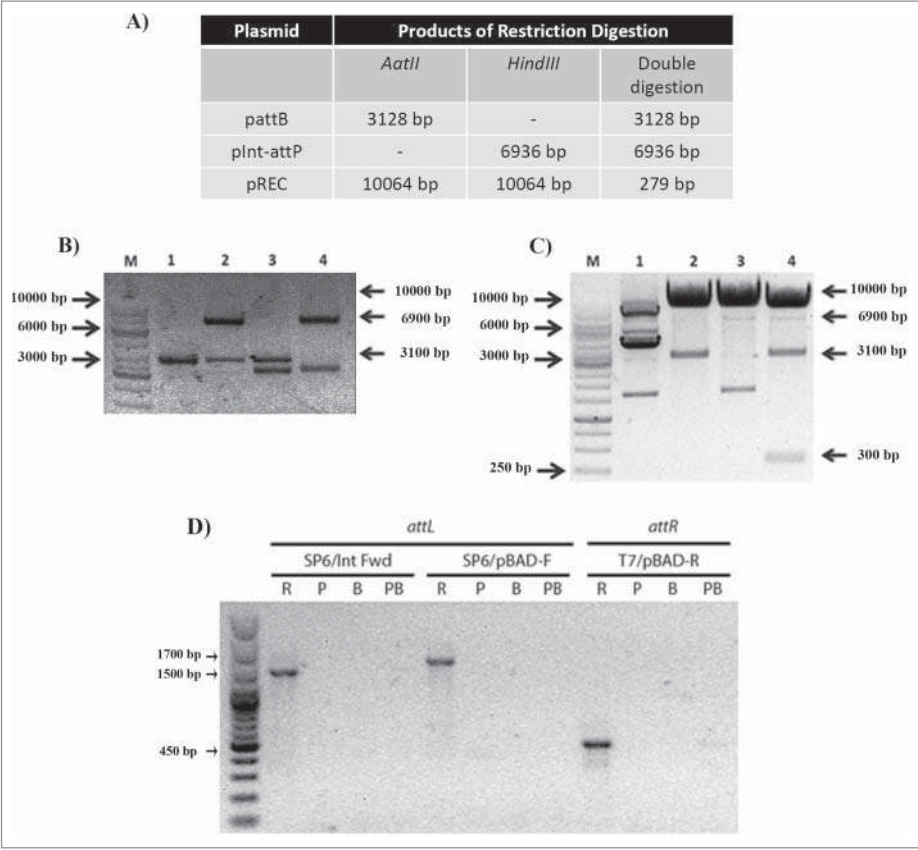 A)
Plasmid Products of Restriction Digestion
AatII HindIII Double digestion
pattB 3128 bp - 3128 bp
pInt-attP - 6936 bp 6936 bp
pREC 10064 bp 10064 bp 279 bp
B)
M 1 2 3 4
10000 bp
6000 bp
3000 bp
10000 bp
6900 bp
3100 bp
C)
M 1 2 3 4
10000 bp
6000 bp
3000 bp
250 bp
10000 bp
6900 bp
3100 bp
300 bp
D)
attL attR
SP6/Int Fwd SP6/pBAD-F T7/pBAD-R
R P B PB R P B PB R P B PB
1700 bp
1500 bp
450 bp